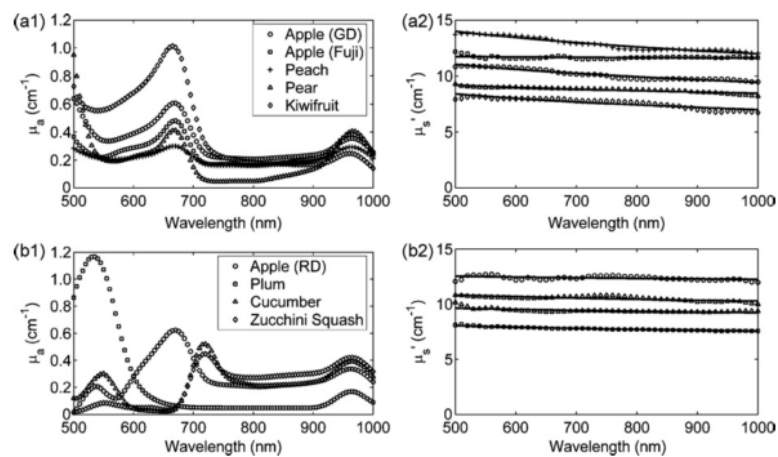 (a1)
1.2
1.0
0.8
0.6
0.4
0.2
0
μa (cm⁻¹)
Apple (GD)
Apple (Fuji)
Peach
Pear
Kiwifruit
500 600 700 800 900 1000
Wavelength (nm)
(a2)
15
10
5
0
μs' (cm⁻¹)
500 600 700 800 900 1000
Wavelength (nm)
(b1)
1.2
1.0
0.8
0.6
0.4
0.2
0
μa (cm⁻¹)
Apple (RD)
Plum
Cucumber
Zucchini Squash
500 600 700 800 900 1000
Wavelength (nm)
(b2)
15
10
5
0
μs' (cm⁻¹)
500 600 700 800 900 1000
Wavelength (nm)